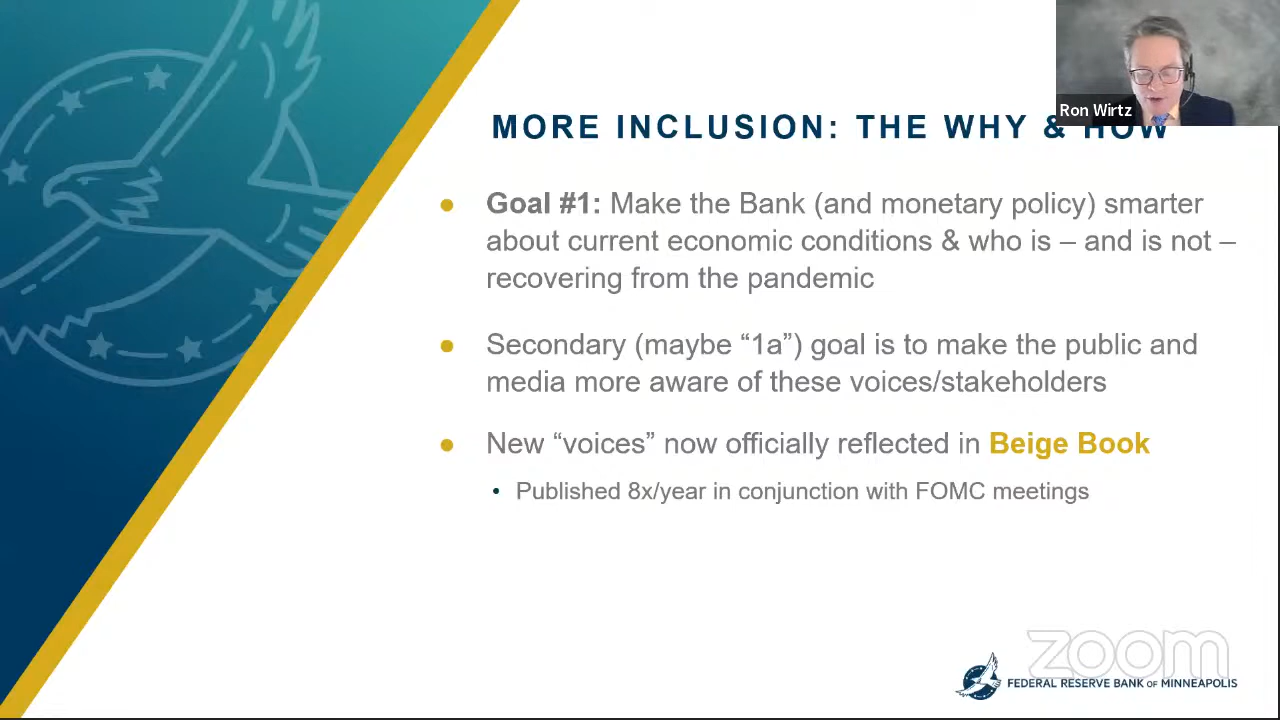 Ron Wirtz
MORE INCLUSION: THE WHY & HOW
• Goal #1: Make the Bank (and monetary policy) smarter
about current economic conditions & who is – and is not –
recovering from the pandemic
• Secondary (maybe “1a”) goal is to make the public and
media more aware of these voices/stakeholders
• New “voices” now officially reflected in Beige Book
• Published 8x/year in conjunction with FOMC meetings
zoom
FEDERAL RESERVE BANK OF MINNEAPOLIS